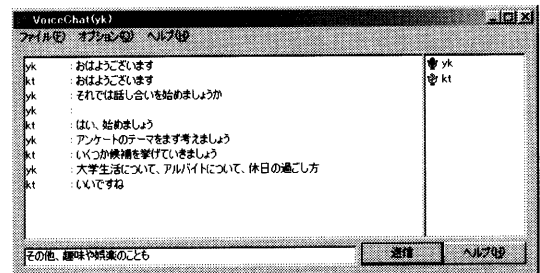 VoiceChat(yk)
ファイル(F) オプション(O) ヘルプ(H)
yk :おはようございます
kt :おはようございます
yk :それでは話し合いを始めましょうか
yk :
kt :はい、始めましょう
yk :アンケートのテーマをまず考えましょう
kt :いくつか候補を挙げていきましょう
yk :大学生活について、アルバイトについて、休日の過ごし方
kt :いいですね
yk
kt
その他、趣味や娯楽のことも
送信
ヘルプ(H)